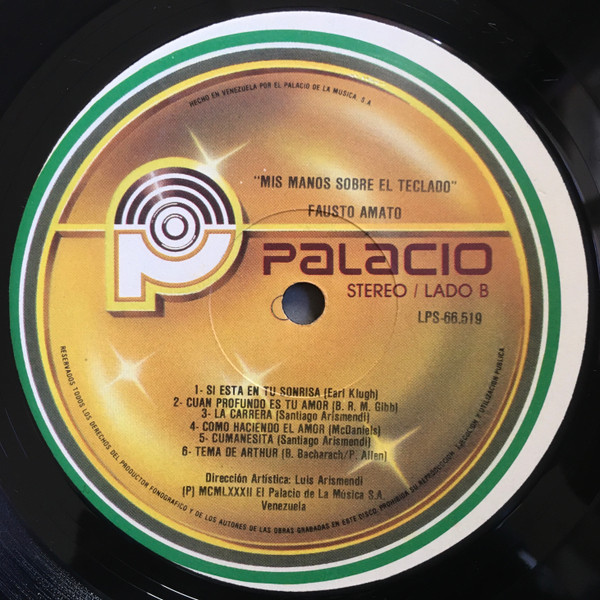 HECHO EN VENEZUELA POR EL PALACIO DE LA MUSICA. S.A.
"MIS MANOS SOBRE EL TECLADO"
FAUSTO AMATO
P
PALACIO
STEREO / LADO B
LPS-66.519
1- SI ESTA EN TU SONRISA (Earl Klugh)
2- CUAN PROFUNDO ES TU AMOR (B. R. M. Gibb)
3- LA CARRERA (Santiago Arismendi)
4- COMO HACIENDO EL AMOR (McDaniels)
5- CUMANESITA (Santiago Arismendi)
6- TEMA DE ARTHUR (B. Bacharach/P. Allen)
Dirección Artística: Luis Arismendi
(P) MCMLXXXII El Palacio de La Música S.A.
Venezuela
RESERVADOS TODOS LOS DERECHOS DEL PRODUCTOR FONOGRAFICO Y DE LOS AUTORES DE LAS OBRAS GRABADAS EN ESTE DISCO. PROHIBIDA SU REPRODUCCION. EJECUCION Y UTILIZACION PUBLICA